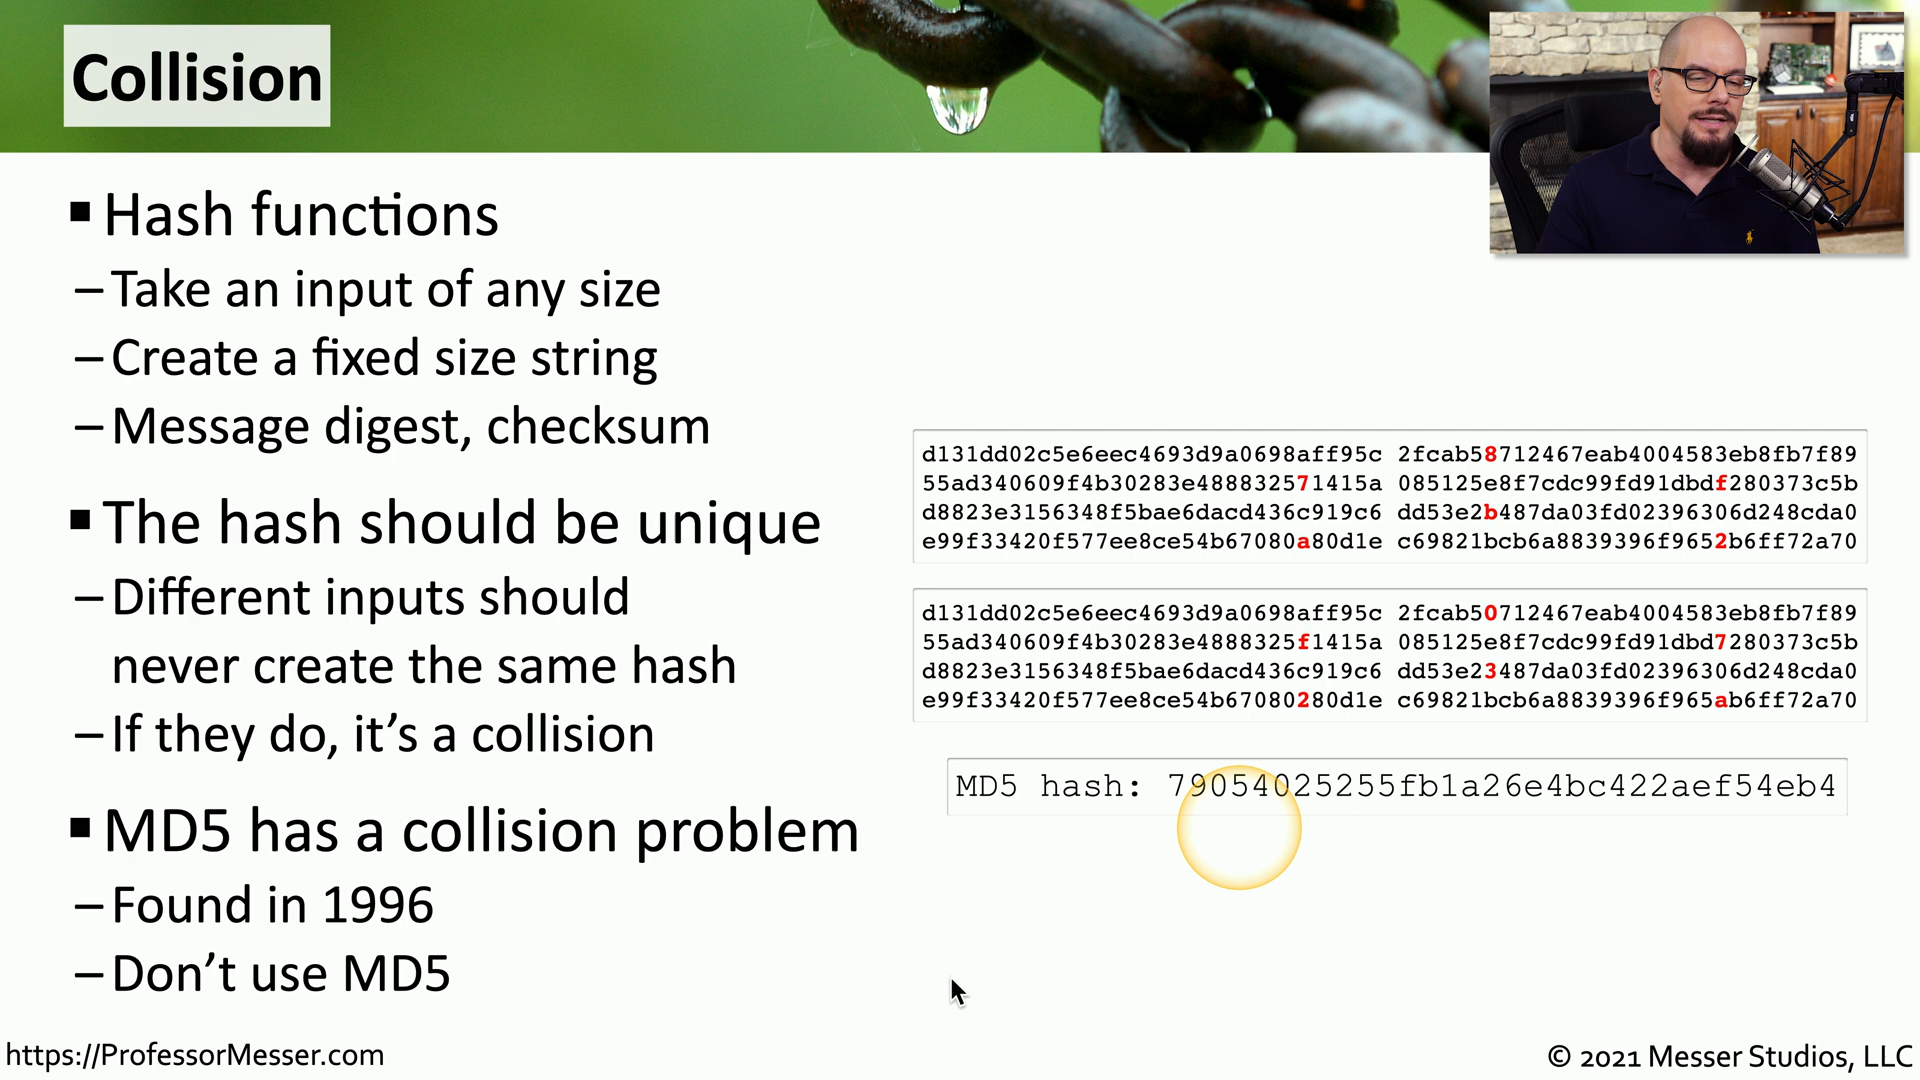 Collision
▪ Hash functions
– Take an input of any size
– Create a fixed size string
– Message digest, checksum
▪ The hash should be unique
– Different inputs should
never create the same hash
– If they do, it’s a collision
▪ MD5 has a collision problem
– Found in 1996
– Don’t use MD5
d131dd02c5e6eec4693d9a0698aff95c 2fcab58712467eab4004583eb8fb7f89
55ad340609f4b30283e4888325714​15a 085125e8f7cdc99fd91dbdf280373c5b
d8823e3156348f5bae6dacd436c919c6 dd53e2b487da03fd02396306d248cda0
e99f33420f577ee8ce54b67080a80d1e c69821bcb6a8839396f9652b6ff72a70
d131dd02c5e6eec4693d9a0698aff95c 2fcab50712467eab4004583eb8fb7f89
55ad340609f4b30283e4888325f1415a 085125e8f7cdc99fd91dbd7280373c5b
d8823e3156348f5bae6dacd436c919c6 dd53e23487da03fd02396306d248cda0
e99f33420f577ee8ce54b67080280d1e c69821bcb6a8839396f965ab6ff72a70
MD5 hash: 79054025255fb1a26e4bc422aef54eb4
https://ProfessorMesser.com
© 2021 Messer Studios, LLC